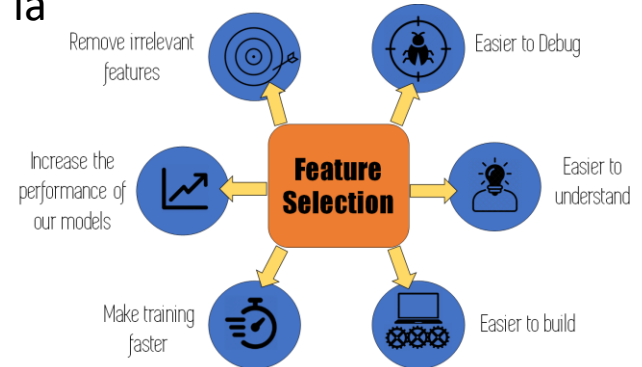 la
Remove irrelevant
features
Easier to Debug
Increase the
performance of
our models
Feature
Selection
Easier to
understand
Make training
faster
Easier to build